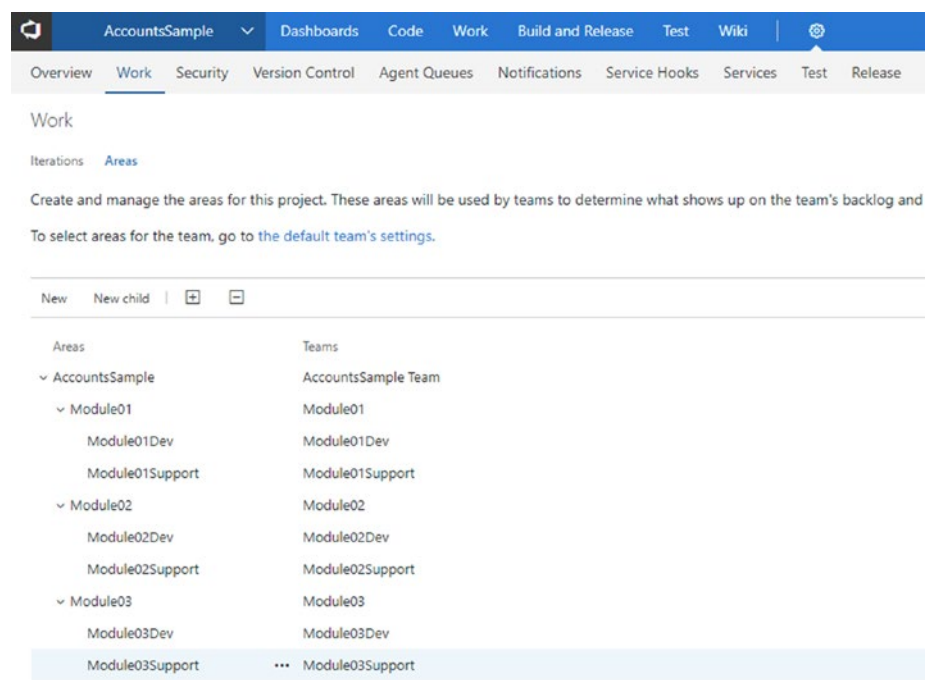 AccountsSample Dashboards Code Work Build and Release Test Wiki
Overview Work Security Version Control Agent Queues Notifications Service Hooks Services Test Release
Work
Iterations Areas
Create and manage the areas for this project. These areas will be used by teams to determine what shows up on the team's backlog and
To select areas for the team, go to the default team's settings.
New New child
Areas Teams
AccountsSample AccountsSample Team
Module01 Module01
Module01Dev Module01Dev
Module01Support Module01Support
Module02 Module02
Module02Dev Module02Dev
Module02Support Module02Support
Module03 Module03
Module03Dev Module03Dev
Module03Support ... Module03Support